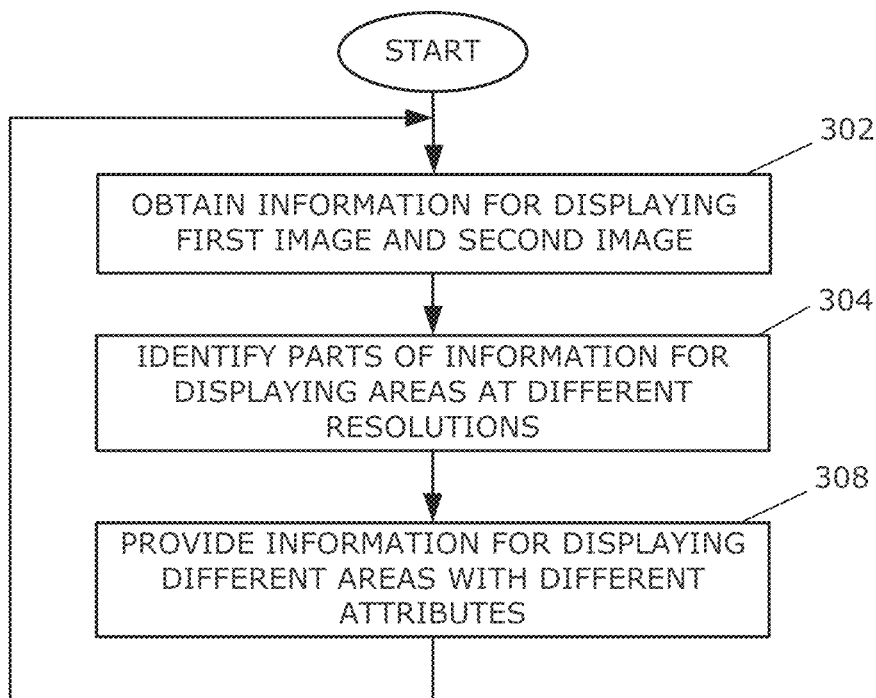 START
302
OBTAIN INFORMATION FOR DISPLAYING
FIRST IMAGE AND SECOND IMAGE
304
IDENTIFY PARTS OF INFORMATION FOR
DISPLAYING AREAS AT DIFFERENT
RESOLUTIONS
308
PROVIDE INFORMATION FOR DISPLAYING
DIFFERENT AREAS WITH DIFFERENT
ATTRIBUTES